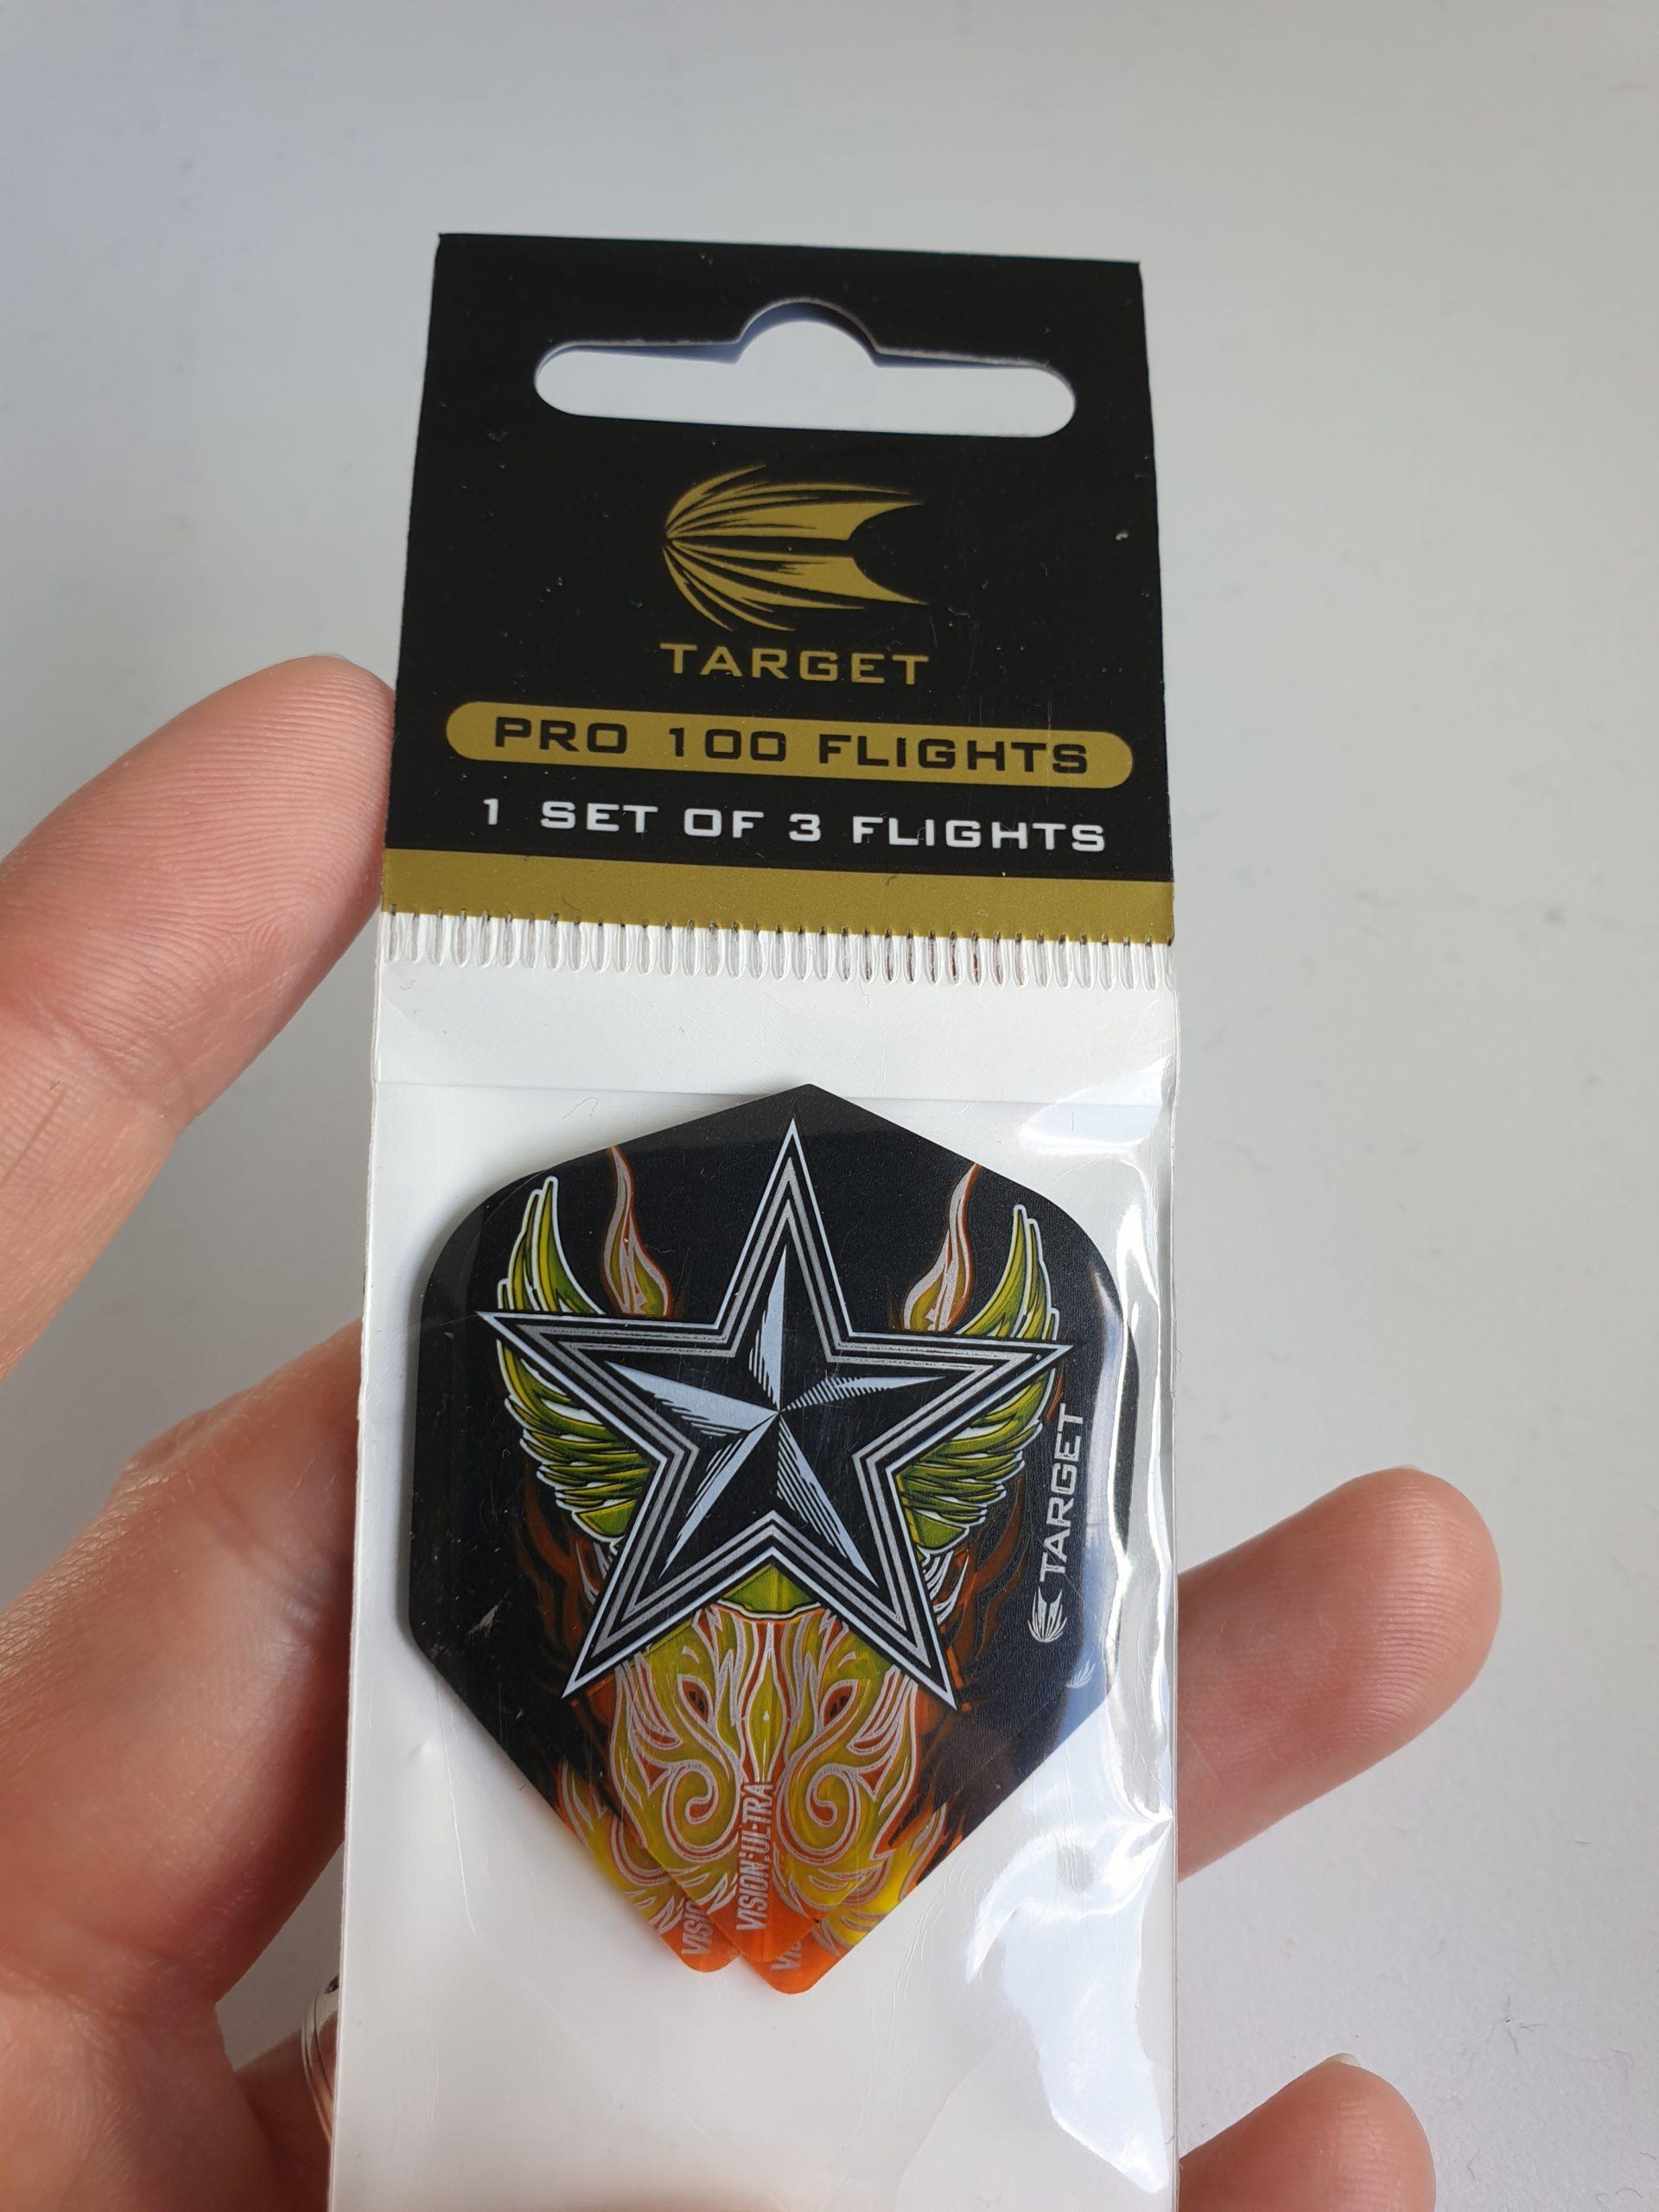 TARGET
PRO 100 FLIGHTS
1 SET OF 3 FLIGHTS
TARGET
VISION.ULTRA